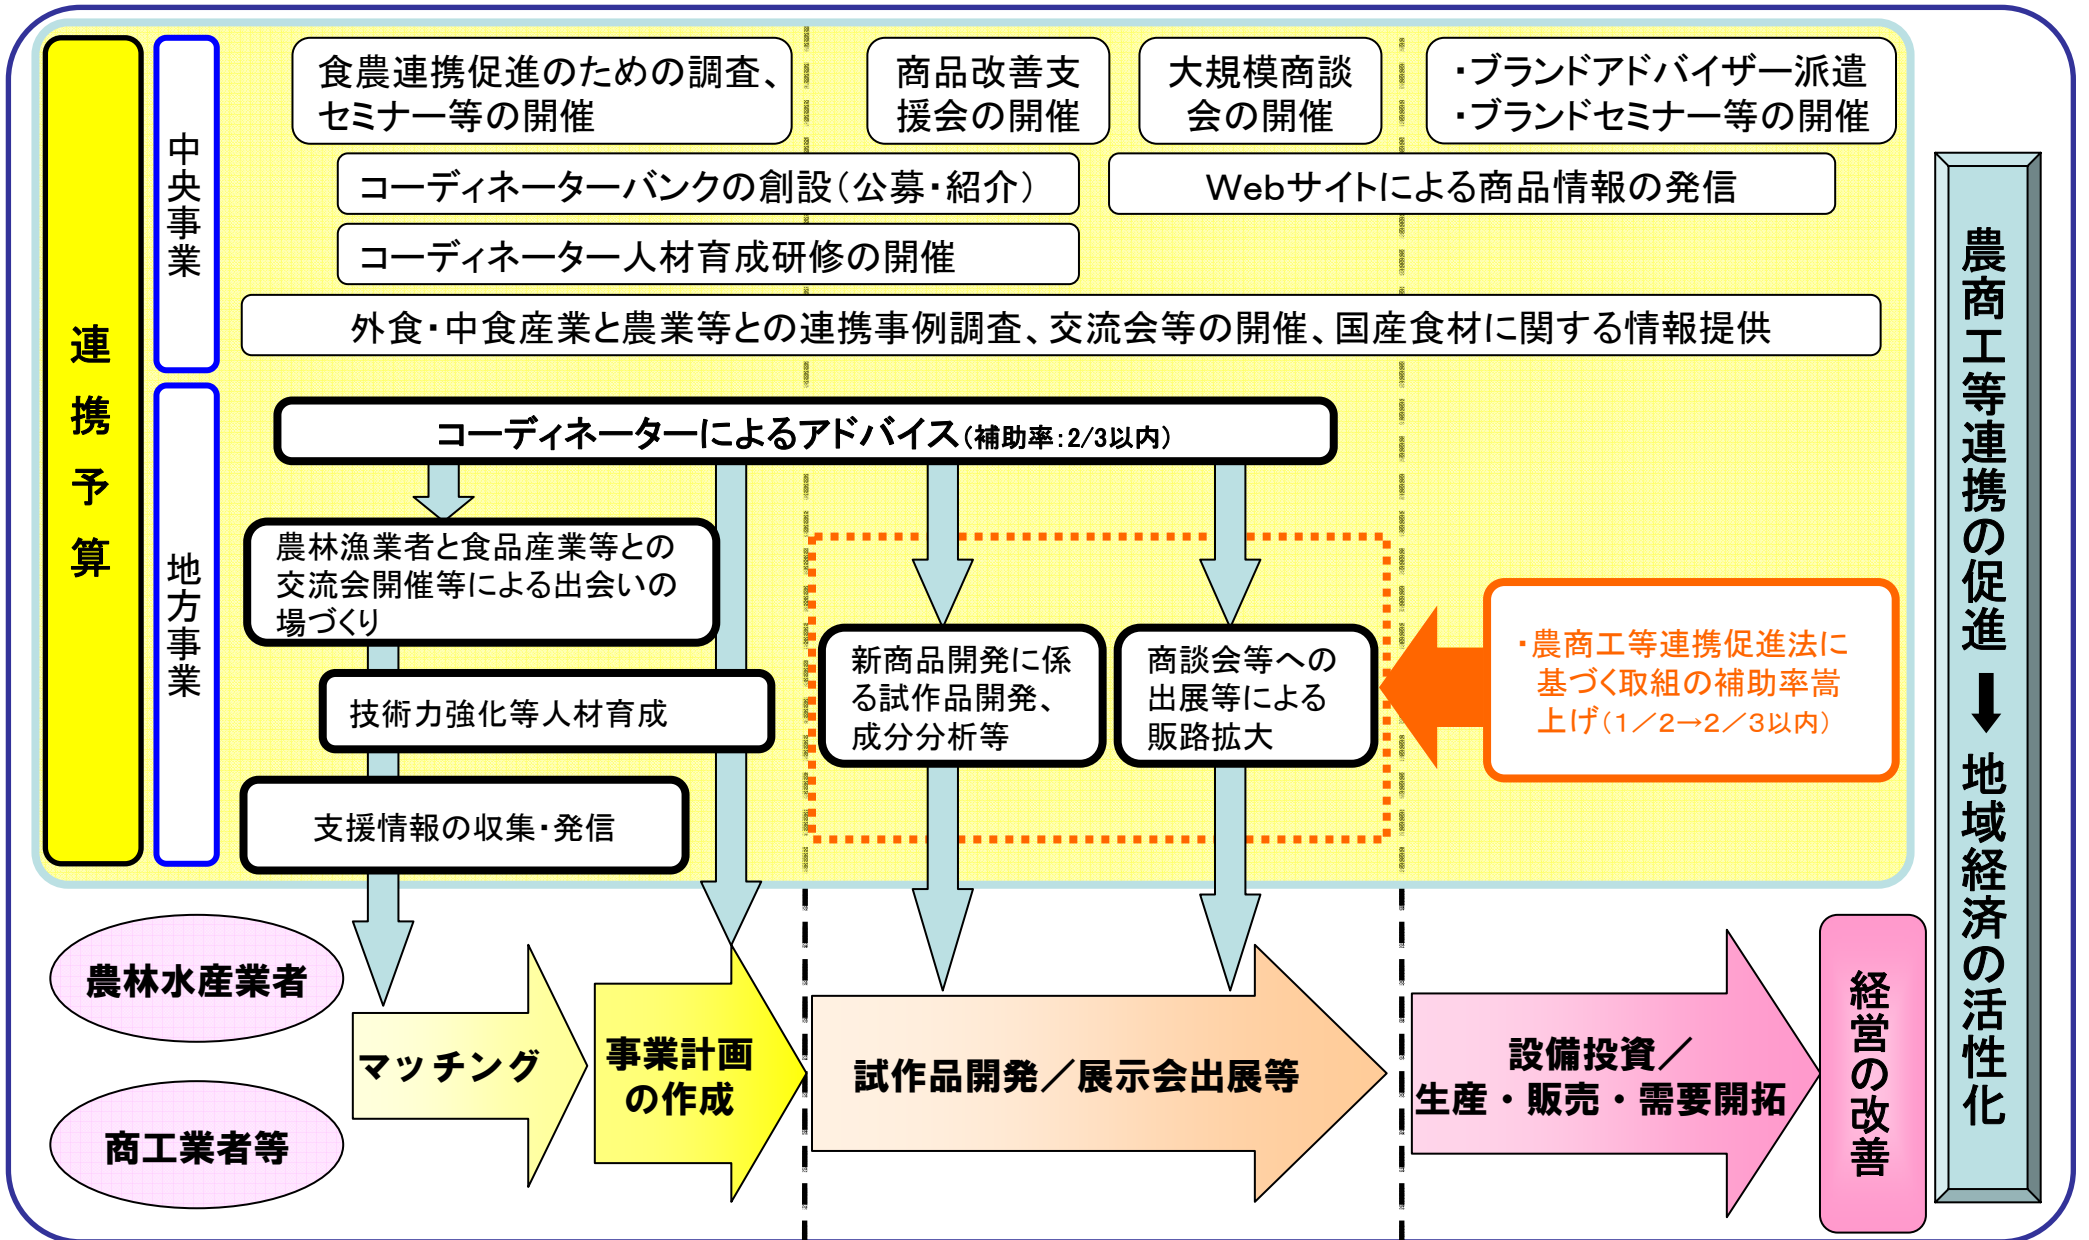 連携予算
中央事業
食農連携促進のための調査、
セミナー等の開催
商品改善支
援会の開催
大規模商談
会の開催
・ブランドアドバイザー派遣
・ブランドセミナー等の開催
コーディネーターバンクの創設（公募・紹介）
Webサイトによる商品情報の発信
コーディネーター人材育成研修の開催
外食・中食産業と農業等との連携事例調査、交流会等の開催、国産食材に関する情報提供
地方事業
コーディネーターによるアドバイス（補助率：2/3以内）
農林漁業者と食品産業等との
交流会開催等による出会いの
場づくり
技術力強化等人材育成
支援情報の収集・発信
新商品開発に係
る試作品開発、
成分分析等
商談会等への
出展等による
販路拡大
・農商工等連携促進法に
基づく取組の補助率嵩
上げ（１／２→２／３以内）
農林水産業者
商工業者等
マッチング
事業計画
の作成
試作品開発／展示会出展等
設備投資／
生産・販売・需要開拓
経営の改善
農商工等連携の促進➡地域経済の活性化